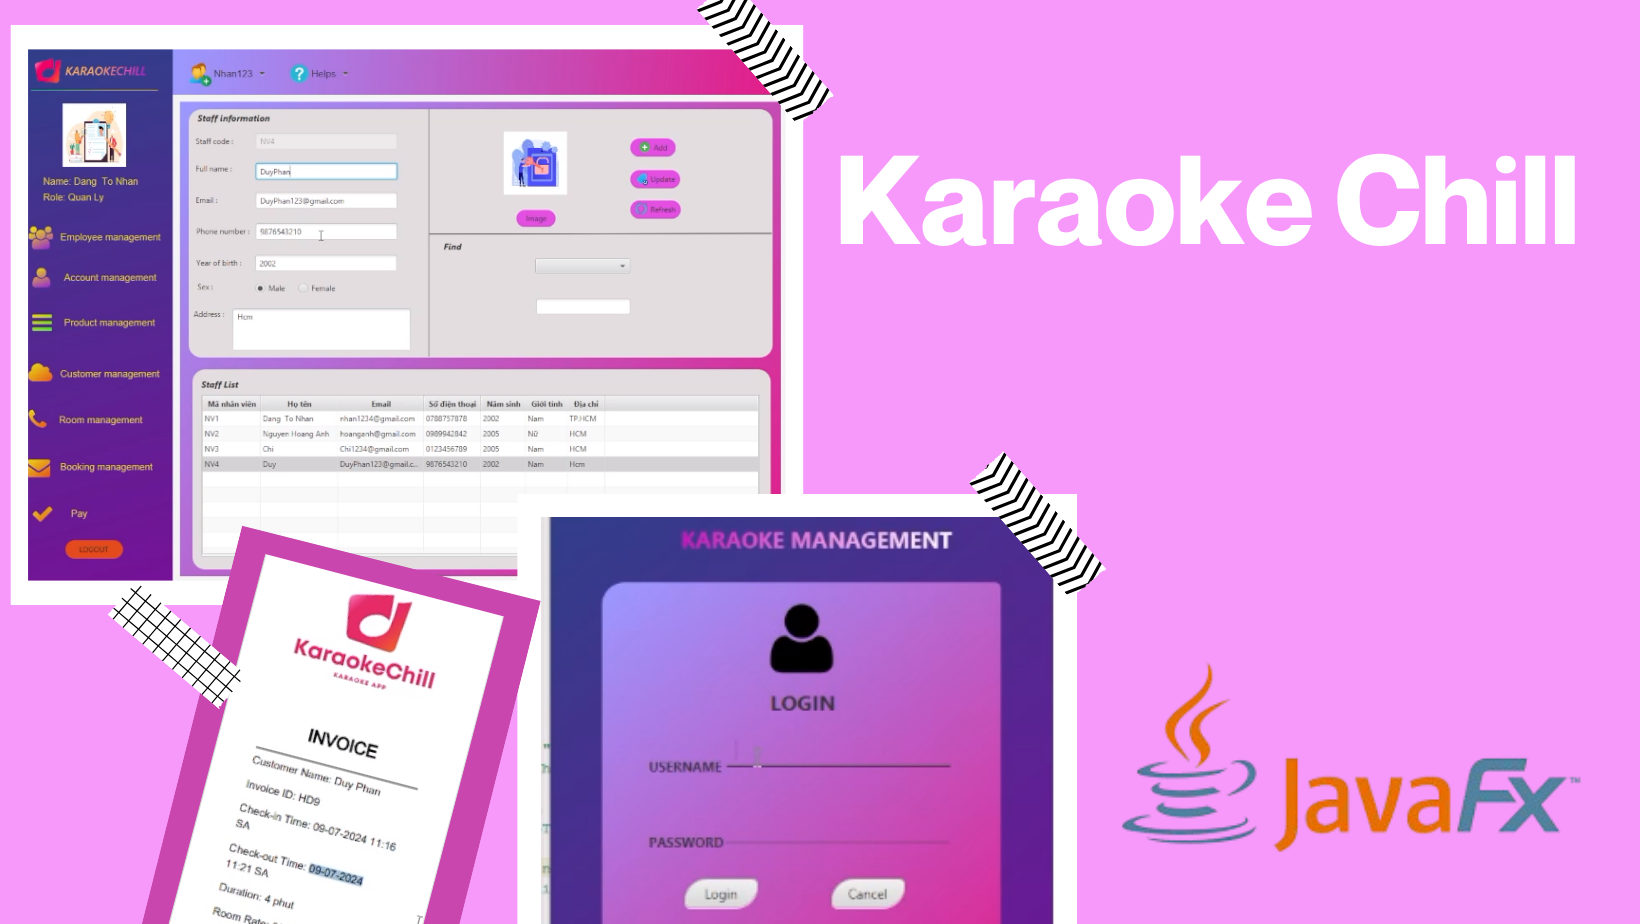 Karaoke Chill
KARAOKECHILL
Nhan123
Helps
Name: Dang To Nhan
Role: Quan Ly
Employee management
Account management
Product management
Customer management
Room management
Booking management
Pay
LOGOUT
Staff information
Staff code :
NV4
Full name :
DuyPhan
Email :
DuyPhan123@gmail.com
Phone number :
9876543210
Year of birth :
2002
Sex :
Male
Female
Address :
Hcm
Image
Add
Update
Refresh
Find
Staff List
Mã nhân viên Họ tên Email Số điện thoại Năm sinh Giới tính Địa chỉ
NV1 Dang To Nhan nhan1234@gmail.com 0788757878 2002 Nam TP.HCM
NV2 Nguyen Hoang Anh hoanganh@gmail.com 0989942842 2005 Nữ HCM
NV3 Chi Chi1234@gmail.com 0123456789 2005 Nam HCM
NV4 Duy DuyPhan123@gmail.c... 9876543210 2002 Nam Hcm
KaraokeChill
KARAOKE APP
INVOICE
Customer Name: Duy Phan
Invoice ID: HD9
Check-in Time: 09-07-2024 11:16
SA
Check-out Time: 09-07-2024
11:21 SA
Duration: 4 phut
Room Rate:
KARAOKE MANAGEMENT
LOGIN
USERNAME
PASSWORD
Login
Cancel
JavaFx™